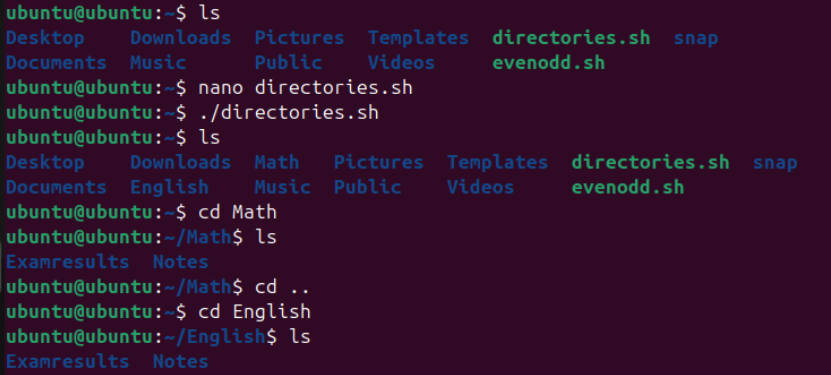 ubuntu@ubuntu:~$ ls
Desktop    Downloads  Pictures  Templates  directories.sh  snap
Documents  Music      Public    Videos     evenodd.sh
ubuntu@ubuntu:~$ nano directories.sh
ubuntu@ubuntu:~$ ./directories.sh
ubuntu@ubuntu:~$ ls
Desktop    Downloads  Math   Pictures  Templates  directories.sh  snap
Documents  English    Music  Public    Videos     evenodd.sh
ubuntu@ubuntu:~$ cd Math
ubuntu@ubuntu:~/Math$ ls
Examresults  Notes
ubuntu@ubuntu:~/Math$ cd ..
ubuntu@ubuntu:~$ cd English
ubuntu@ubuntu:~/English$ ls
Examresults  Notes